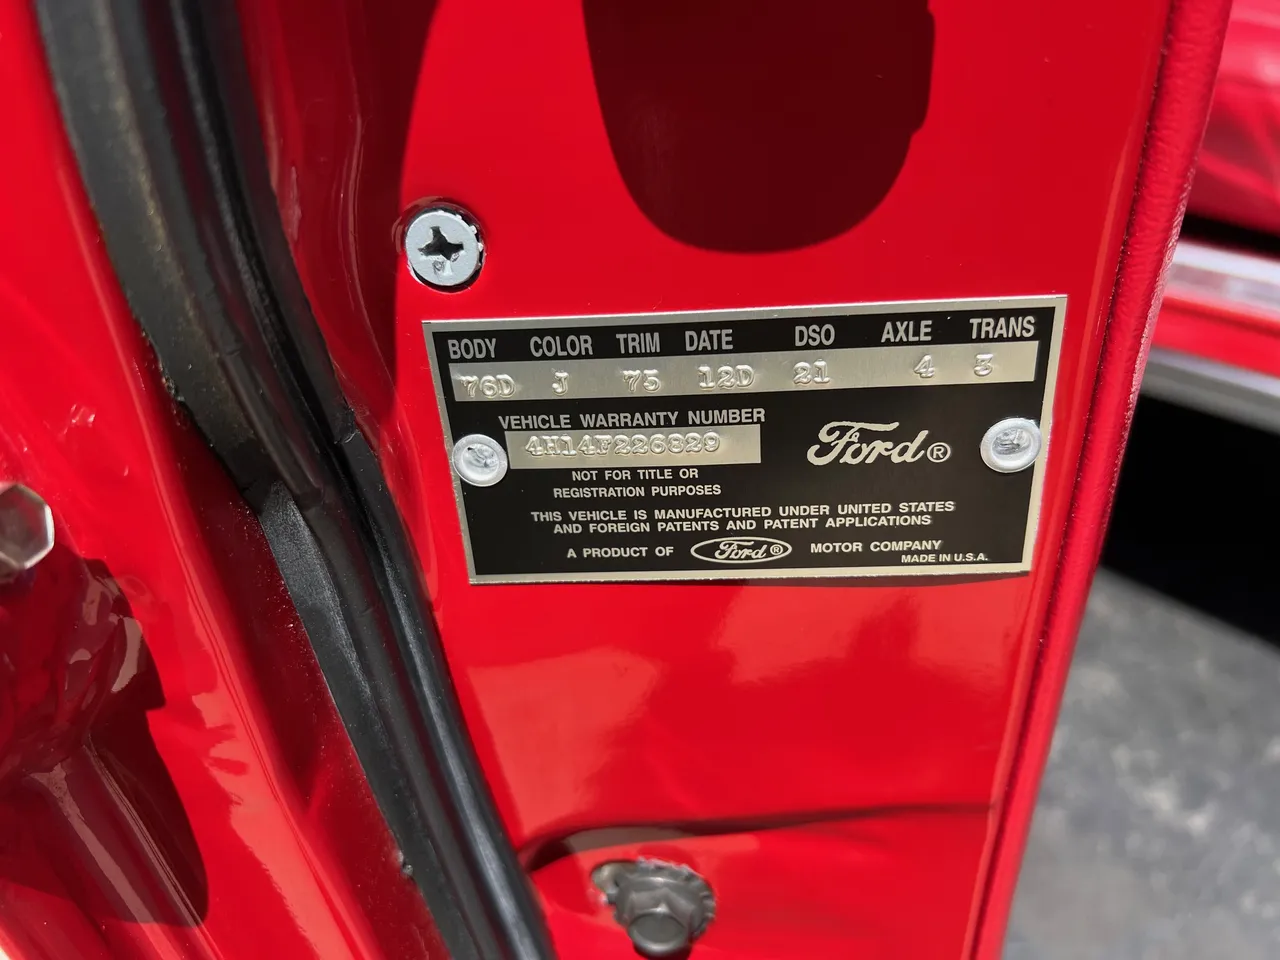 BODY COLOR TRIM DATE DSO AXLE TRANS
76D J 75 12D 21 4 3
VEHICLE WARRANTY NUMBER
4H14F226829
Ford®
NOT FOR TITLE OR
REGISTRATION PURPOSES
THIS VEHICLE IS MANUFACTURED UNDER UNITED STATES
AND FOREIGN PATENTS AND PATENT APPLICATIONS
A PRODUCT OF Ford® MOTOR COMPANY
MADE IN U.S.A.